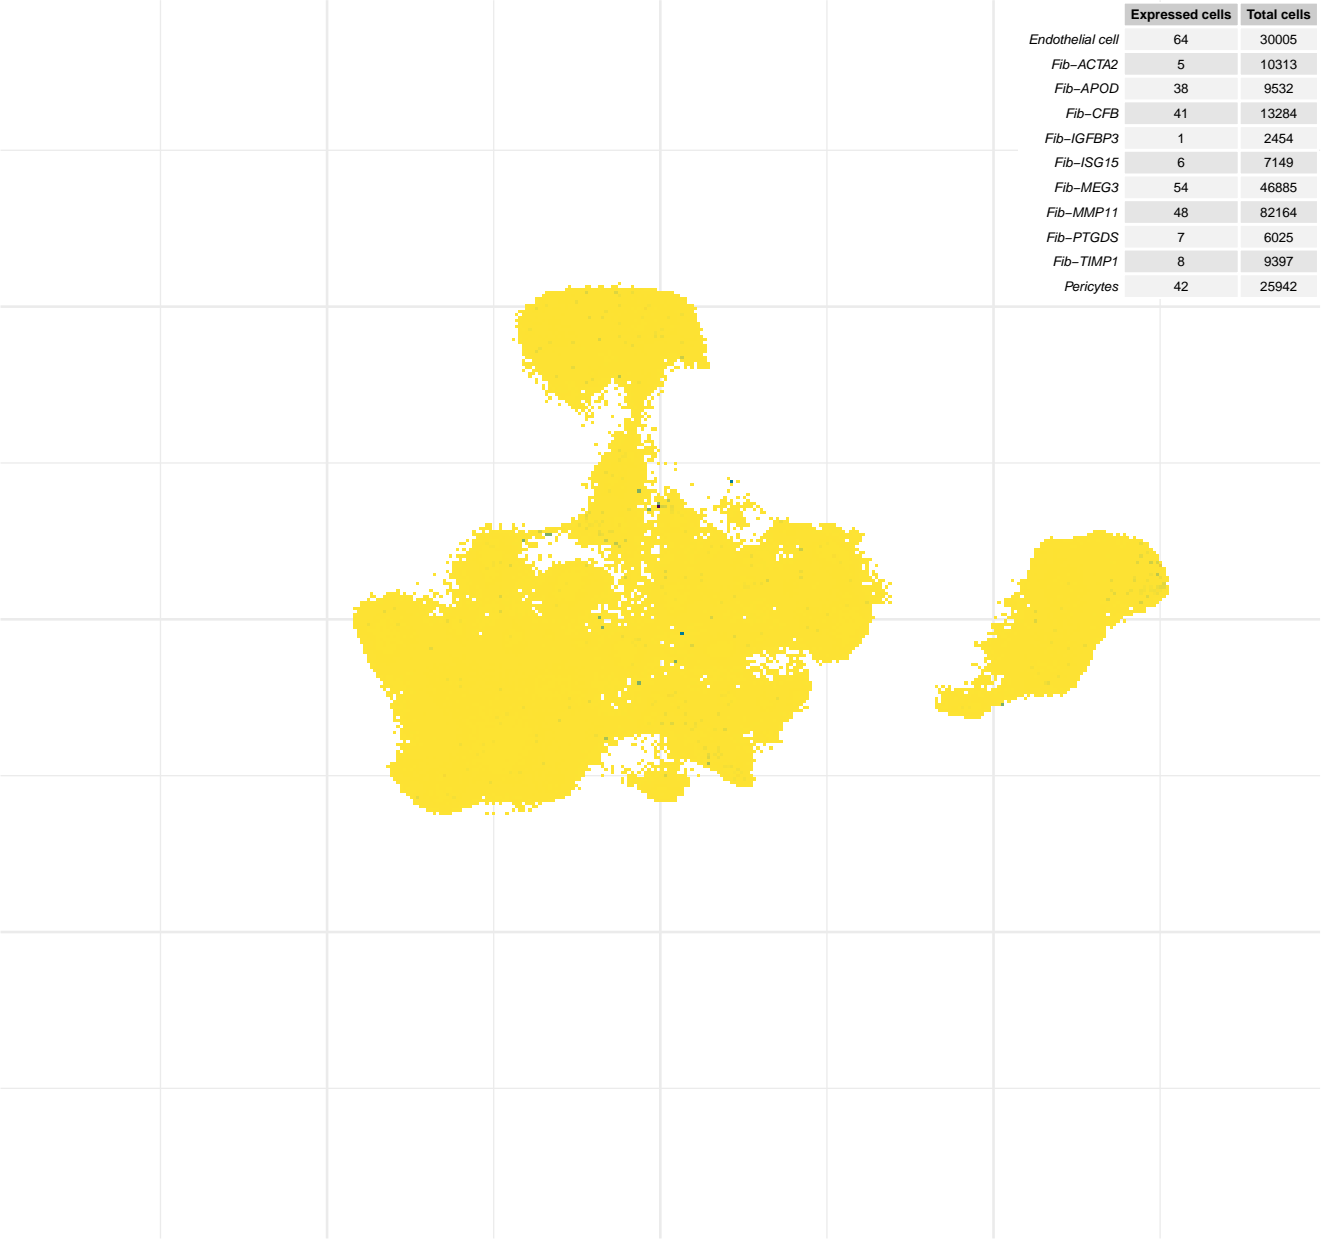 Expressed cells Total cells
Endothelial cell 64 30005
Fib−ACTA2 5 10313
Fib−APOD 38 9532
Fib−CFB 41 13284
Fib−IGFBP3 1 2454
Fib−ISG15 6 7149
Fib−MEG3 54 46885
Fib−MMP11 48 82164
Fib−PTGDS 7 6025
Fib−TIMP1 8 9397
Pericytes 42 25942